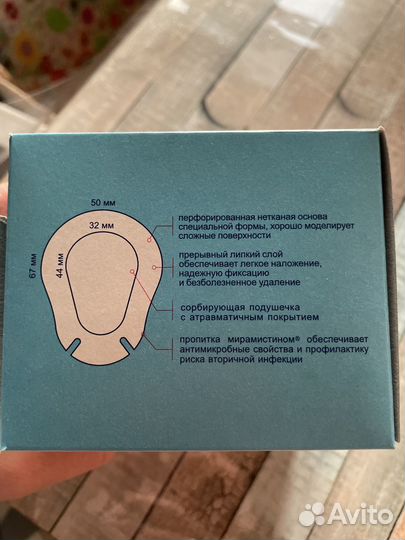 50 мм
32 мм
67 мм
44 мм
перфорированная нетканая основа
специальной формы, хорошо моделирует
сложные поверхности
прерывный липкий слой
обеспечивает легкое наложение,
надежную фиксацию
и безболезненное удаление
сорбирующая подушечка
с атравматичным покрытием
пропитка мирамистином® обеспечивает
антимикробные свойства и профилактику
риска вторичной инфекции
Avito